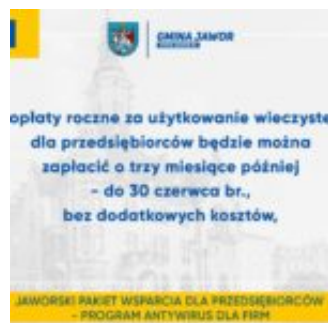 GMINA JAWOR
opłaty roczne za użytkowanie wieczyste
dla przedsiębiorców będzie można
zapłacić o trzy miesiące później
- do 30 czerwca br.,
bez dodatkowych kosztów,
JAWORSKI PAKIET WSPARCIA DLA PRZEDSIĘBIORCÓW
- PROGRAM ANTYWIRUS DLA FIRM